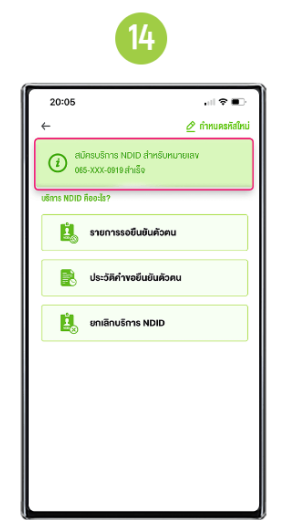 14
20:05
กำหนดรหัสใหม่
สมัครบริการ NDID สำหรับหมายเลข
065-XXX-0919 สำเร็จ
บริการ NDID คืออะไร?
รายการรอยืนยันตัวตน
ประวัติคำขอยืนยันตัวตน
ยกเลิกบริการ NDID